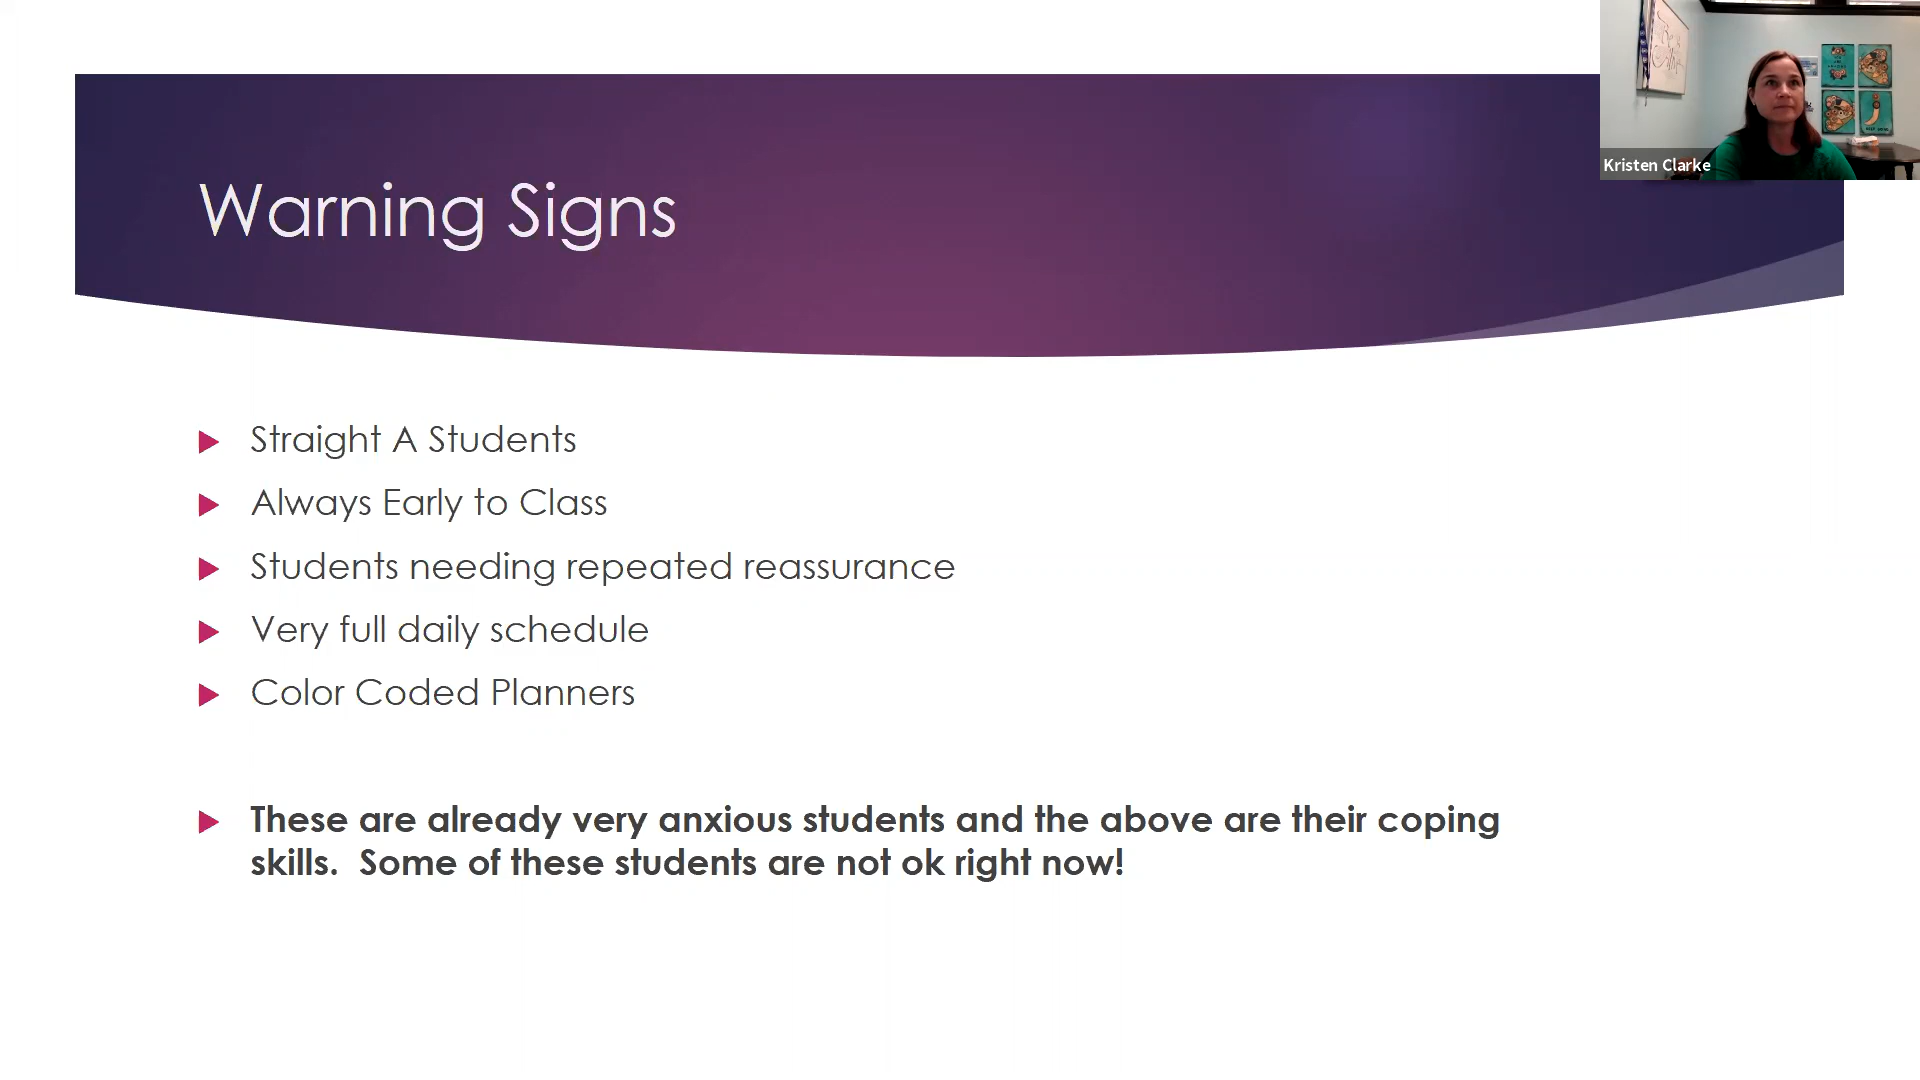 Warning Signs
Kristen Clarke
Straight A Students
Always Early to Class
Students needing repeated reassurance
Very full daily schedule
Color Coded Planners
These are already very anxious students and the above are their coping
skills.  Some of these students are not ok right now!